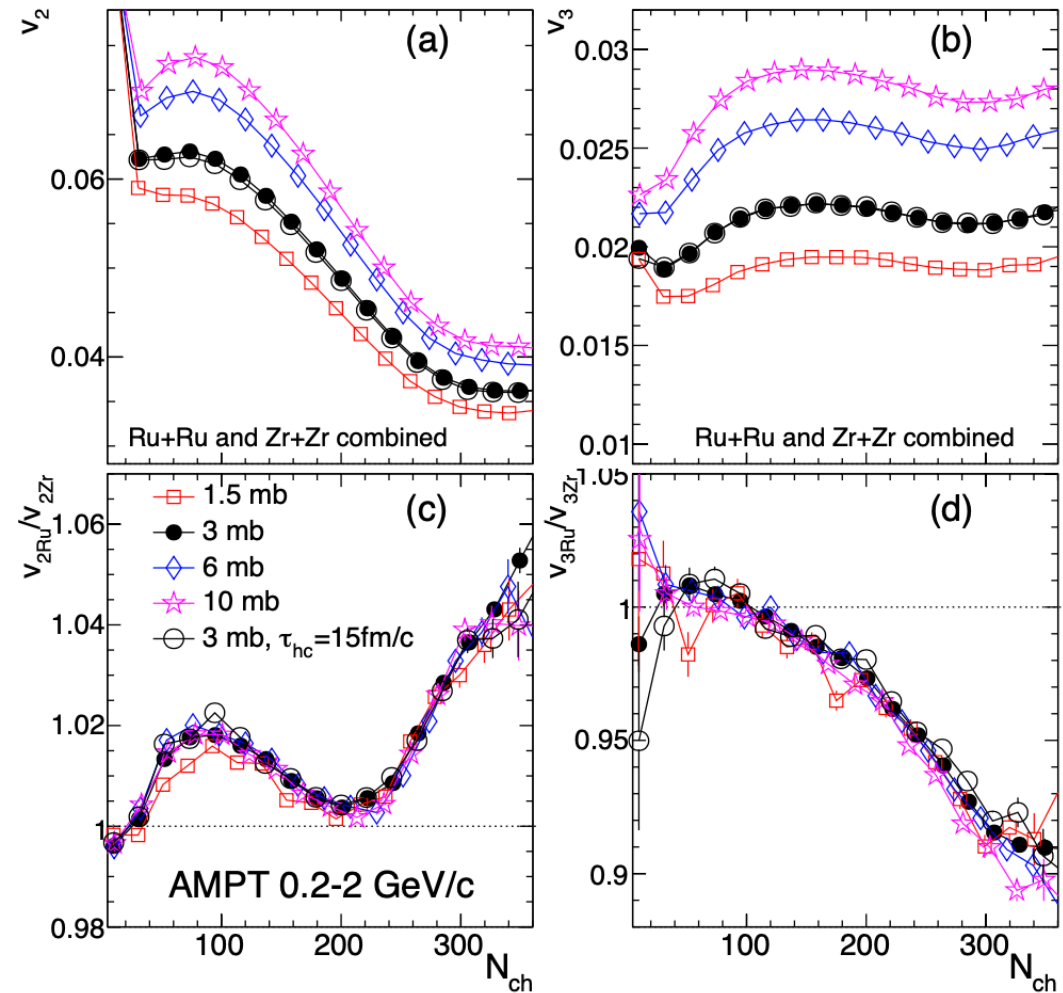 v2
0.06
0.04
(a)
Ru+Ru and Zr+Zr combined
v3
0.03
0.025
0.02
0.015
0.01
(b)
Ru+Ru and Zr+Zr combined
v2Ru/v2Zr
1.06
1.04
1.02
1
0.98
(c)
1.5 mb
3 mb
6 mb
10 mb
3 mb, τhc=15fm/c
AMPT 0.2-2 GeV/c
100
200
300
Nch
v3Ru/v3Zr
1.05
1
0.95
0.9
(d)
100
200
300
Nch